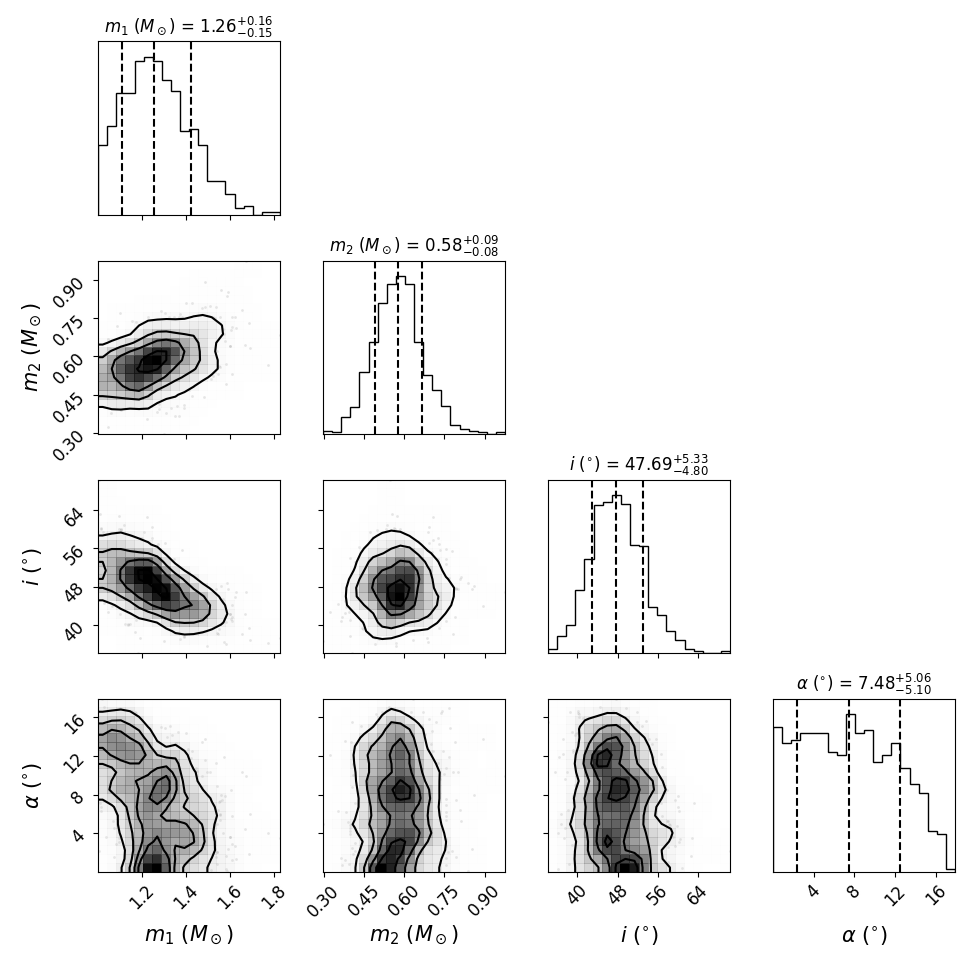 m₁ (M⊙) = 1.26+0.16−0.15
m₂ (M⊙) = 0.58+0.09−0.08
0.90
0.75
0.60
0.45
0.30
m₂ (M⊙)
i (°) = 47.69+5.33−4.80
64
56
48
40
i (°)
α (°) = 7.48+5.06−5.10
16
12
8
4
α (°)
1.2 1.4 1.6 1.8 0.30 0.45 0.60 0.75 0.90 40 48 56 64 4 8 12 16
m₁ (M⊙) m₂ (M⊙) i (°) α (°)